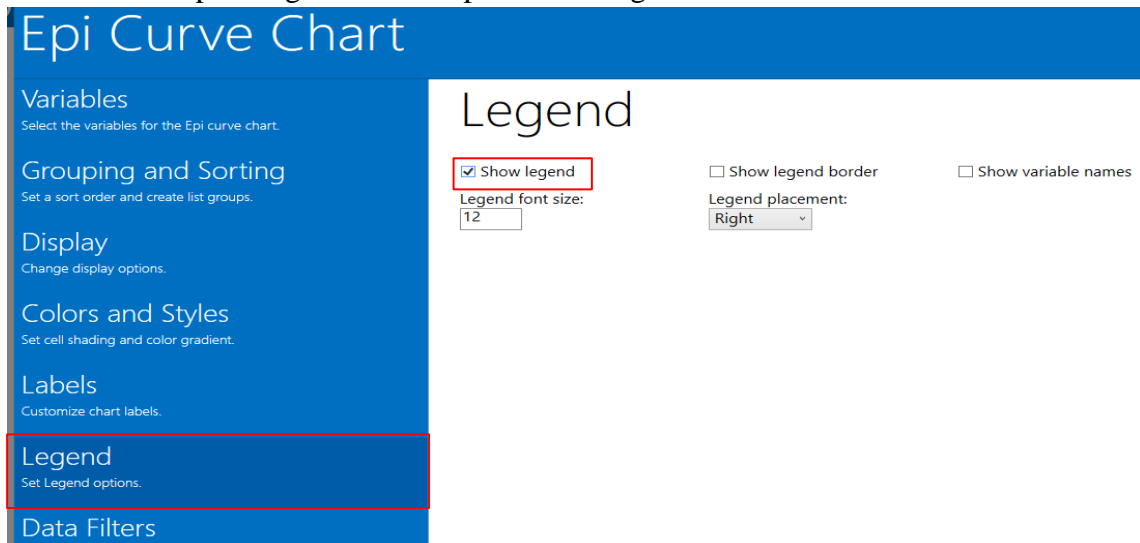 Epi Curve Chart
Variables
Select the variables for the Epi curve chart.
Grouping and Sorting
Set a sort order and create list groups.
Display
Change display options.
Colors and Styles
Set cell shading and color gradient.
Labels
Customize chart labels.
Legend
Set Legend options.
Data Filters
Legend
Show legend
Show legend border
Show variable names
Legend font size:
Legend placement:
12
Right